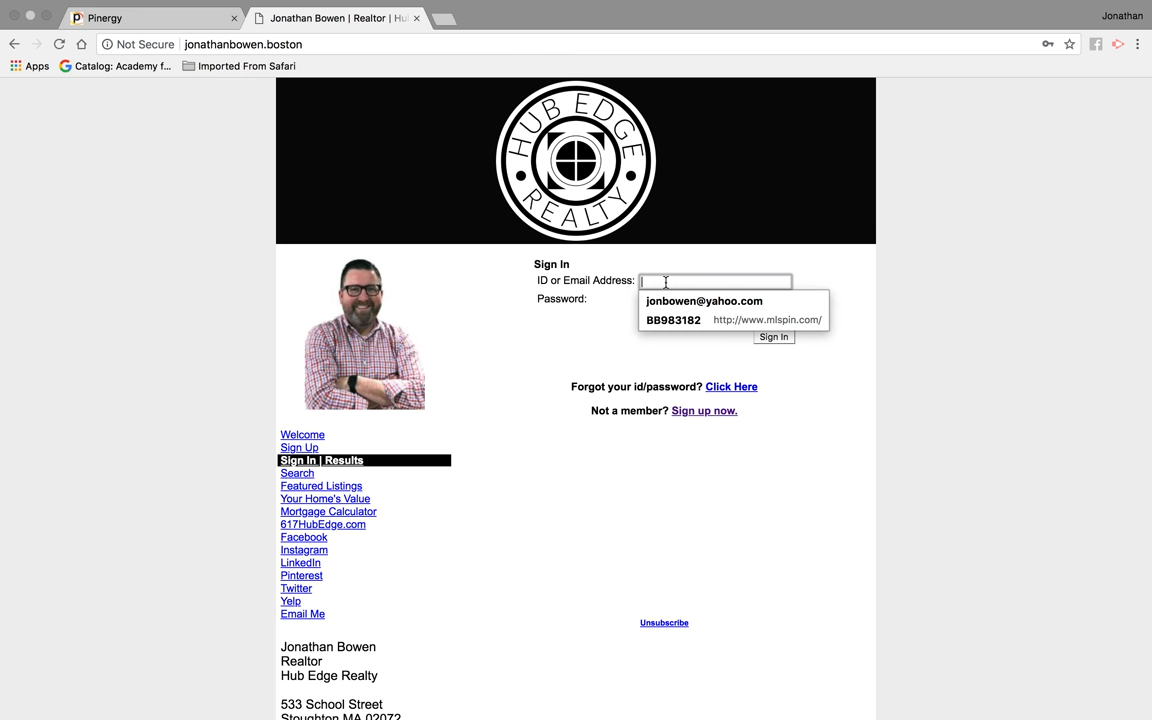 Pinergy
Jonathan Bowen | Realtor | Hu
Jonathan
Not Secure
jonathanbowen.boston
Apps
Catalog: Academy f...
Imported From Safari
HUB EDGE
REALTY
Sign In
ID or Email Address:
jonbowen@yahoo.com
Password:
BB983182 http://www.mlspin.com/
Sign In
Forgot your id/password? Click Here
Not a member? Sign up now.
Welcome
Sign Up
Sign In | Results
Search
Featured Listings
Your Home's Value
Mortgage Calculator
617HubEdge.com
Facebook
Instagram
LinkedIn
Pinterest
Twitter
Yelp
Email Me
Unsubscribe
Jonathan Bowen
Realtor
Hub Edge Realty
533 School Street
Stoughton MA 02072